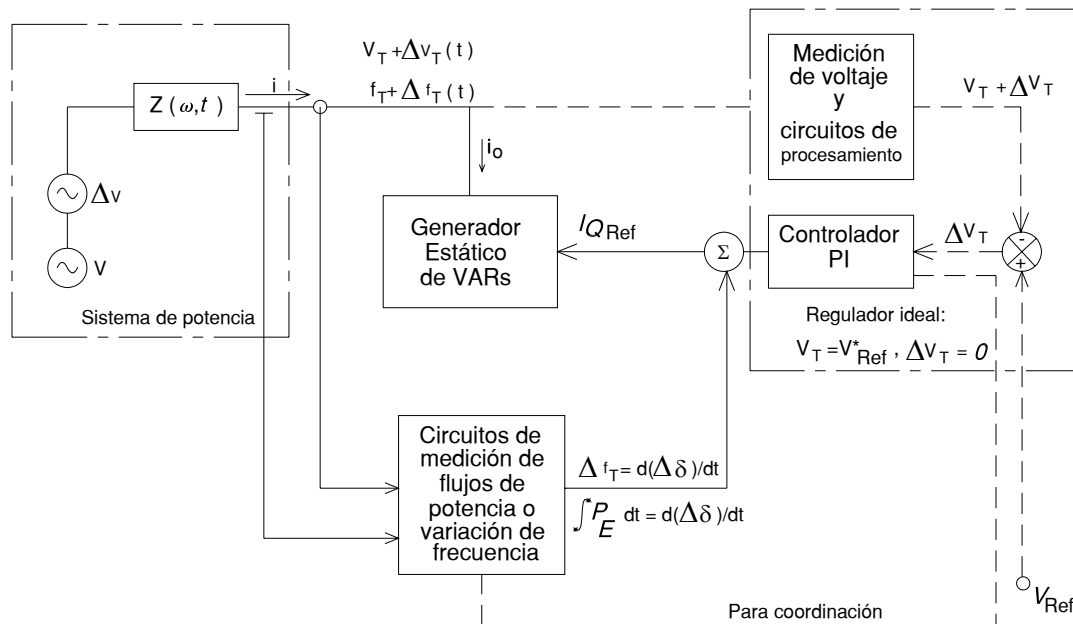 V_T + Δv_T (t)
f_T + Δ f_T (t)
i
Z ( ω,t )
i_o
Δv
V
Sistema de potencia
Generador
Estático
de VARs
I_Q Ref
Σ
Medición
de voltaje
y
circuitos de
procesamiento
V_T + ΔV_T
Controlador
PI
ΔV_T
-
+
Regulador ideal:
V_T = V*_Ref , ΔV_T = 0
Circuitos de
medición de
flujos de
potencia o
variación de
frecuencia
Δ f_T = d(Δδ)/dt
∫ P_E dt = d(Δδ)/dt
Para coordinación
V_Ref